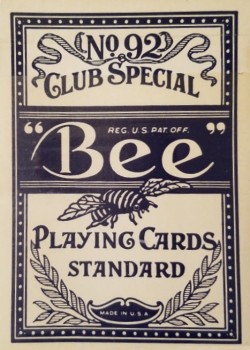 No. 92
CLUB SPECIAL
REG. U.S PAT. OFF.
"Bee"
PLAYING CARDS
STANDARD
MADE IN U.S.A